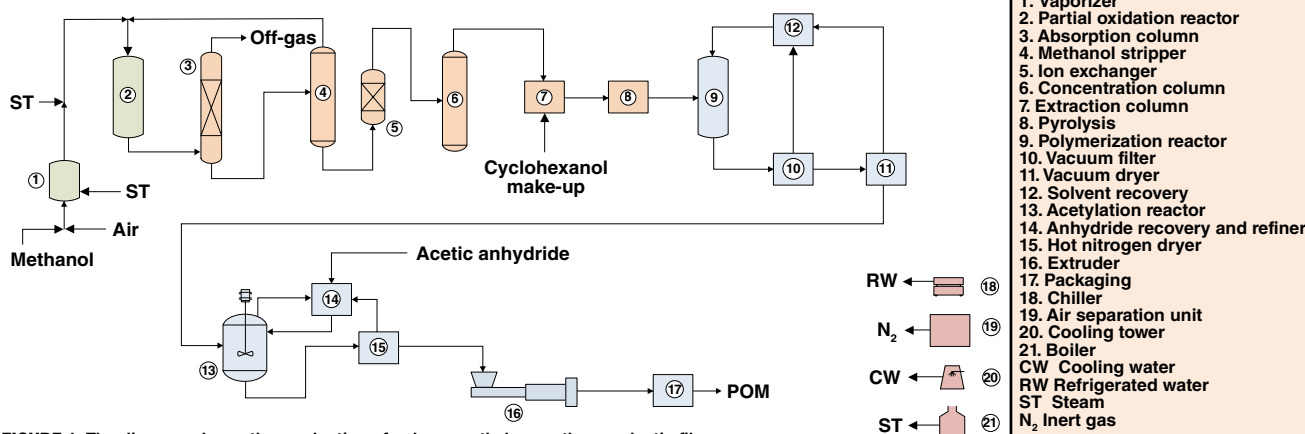 Off-gas
ST
ST
Air
Methanol
1
2
3
4
5
6
7
8
9
10
11
12
Cyclohexanol
make-up
Acetic anhydride
13
14
15
16
17
POM
RW
18
N2
19
CW
20
ST
21
1. Vaporizer
2. Partial oxidation reactor
3. Absorption column
4. Methanol stripper
5. Ion exchanger
6. Concentration column
7. Extraction column
8. Pyrolysis
9. Polymerization reactor
10. Vacuum filter
11. Vacuum dryer
12. Solvent recovery
13. Acetylation reactor
14. Anhydride recovery and refiner
15. Hot nitrogen dryer
16. Extruder
17. Packaging
18. Chiller
19. Air separation unit
20. Cooling tower
21. Boiler
CW Cooling water
RW Refrigerated water
ST Steam
N2 Inert gas